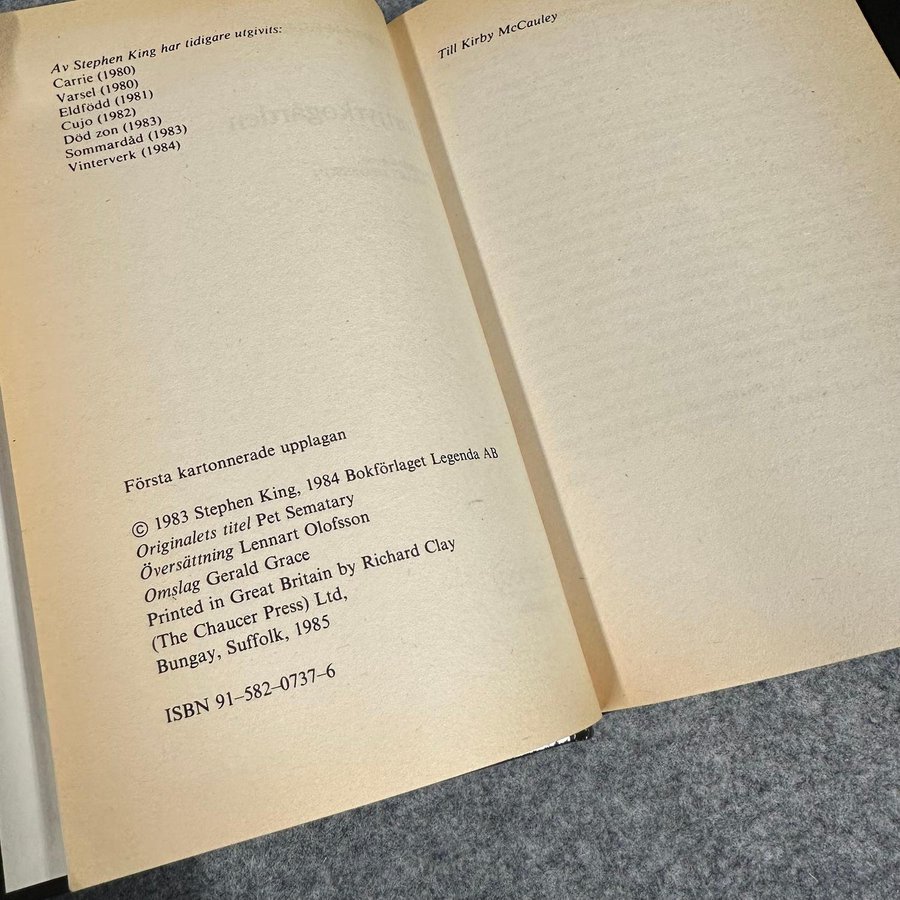 Av Stephen King har tidigare utgivits:
Carrie (1980)
Varsel (1980)
Eldfödd (1981)
Cujo (1982)
Död zon (1983)
Sommardåd (1983)
Vinterverk (1984)
Första kartonnerade upplagan
© 1983 Stephen King, 1984 Bokförlaget Legenda AB
Originalets titel Pet Sematary
Översättning Lennart Olofsson
Omslag Gerald Grace
Printed in Great Britain by Richard Clay
(The Chaucer Press) Ltd,
Bungay, Suffolk, 1985
ISBN 91–582–0737–6
Till Kirby McCauley